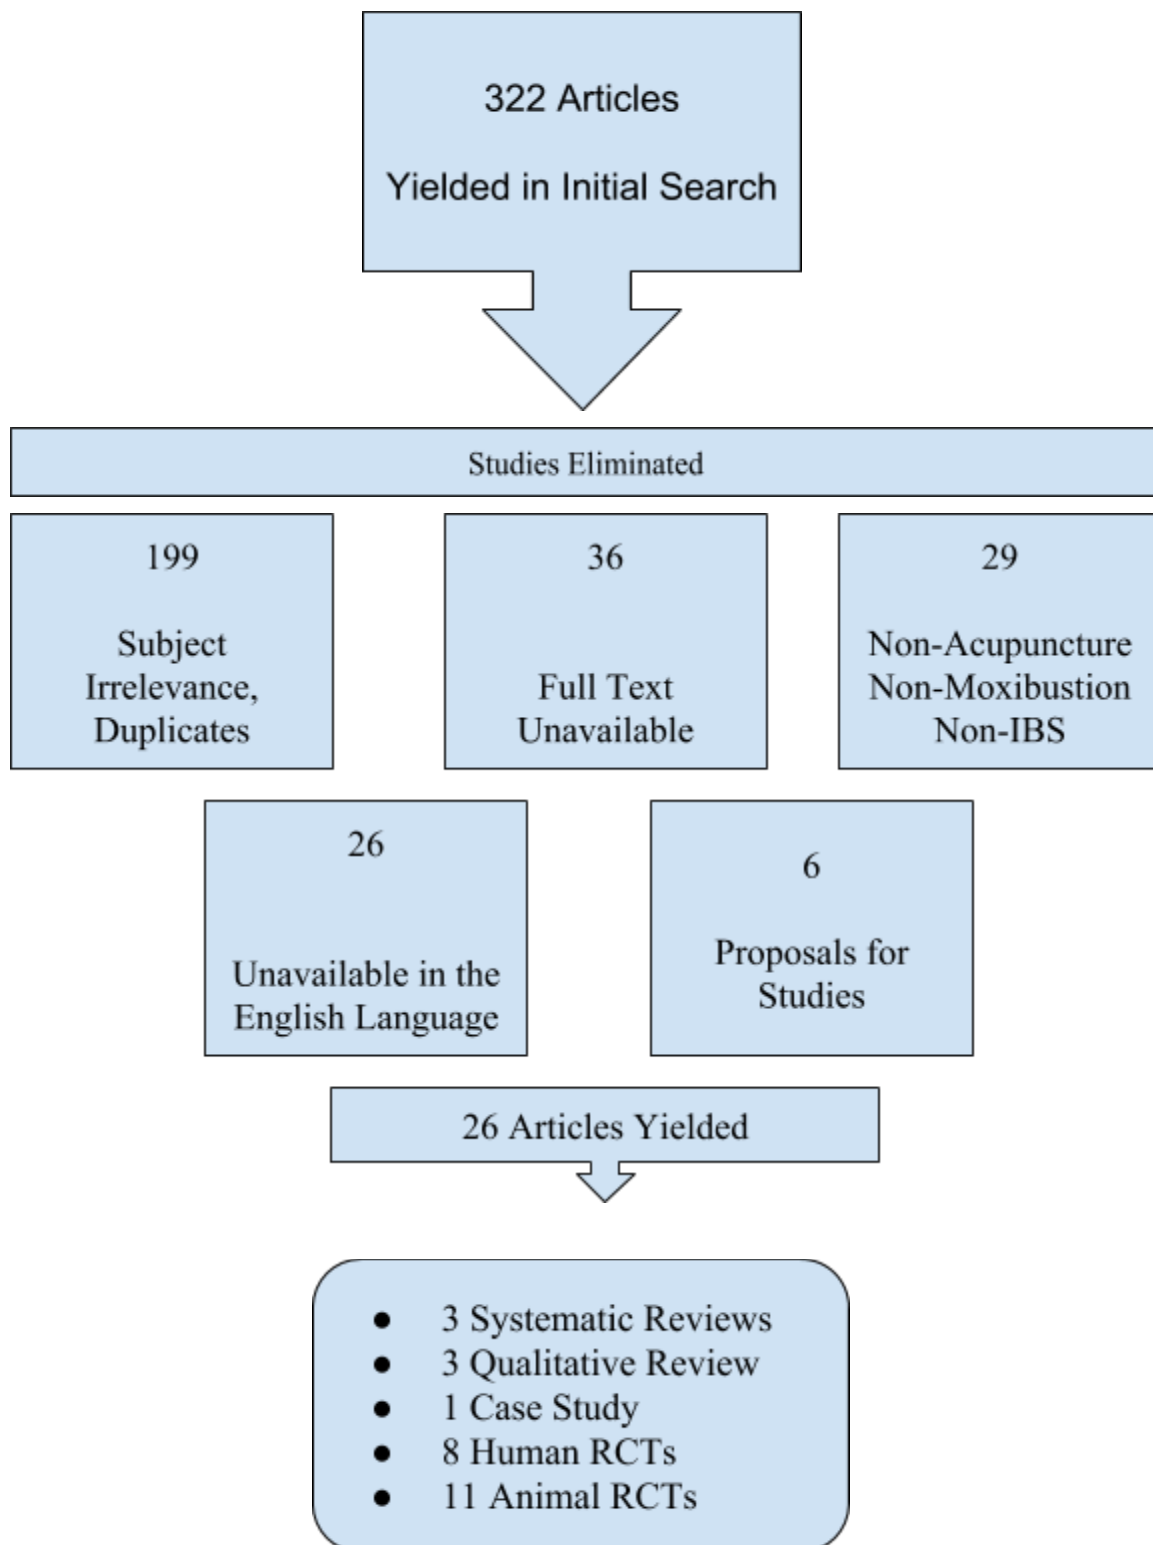 322 Articles
Yielded in Initial Search
Studies Eliminated
199
Subject
Irrelevance,
Duplicates
36
Full Text
Unavailable
29
Non-Acupuncture
Non-Moxibustion
Non-IBS
26
Unavailable in the
English Language
6
Proposals for
Studies
26 Articles Yielded
● 3 Systematic Reviews
● 3 Qualitative Review
● 1 Case Study
● 8 Human RCTs
● 11 Animal RCTs